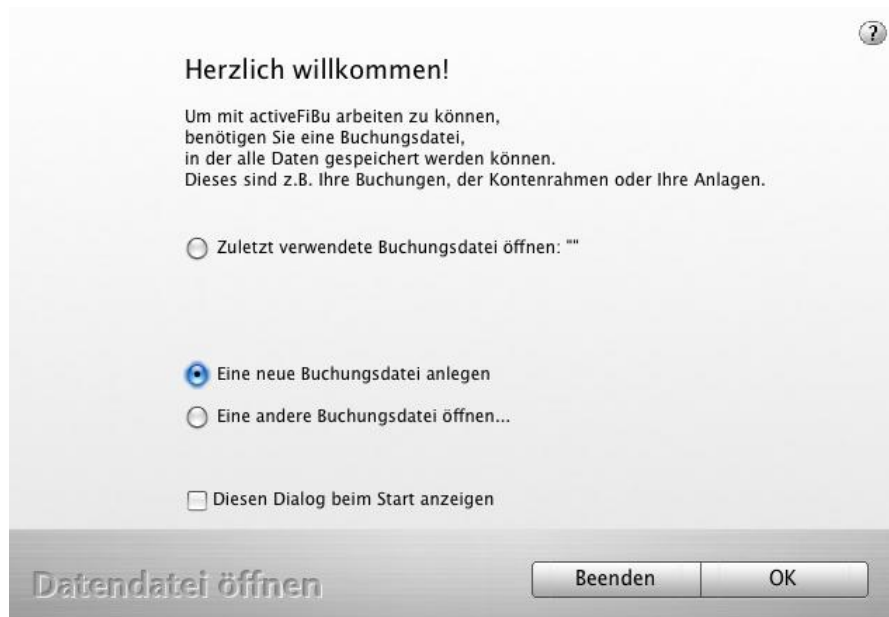 ?
Herzlich willkommen!
Um mit activeFiBu arbeiten zu können,
benötigen Sie eine Buchungsdatei,
in der alle Daten gespeichert werden können.
Dieses sind z.B. Ihre Buchungen, der Kontenrahmen oder Ihre Anlagen.
Zuletzt verwendete Buchungsdatei öffnen: ""
Eine neue Buchungsdatei anlegen
Eine andere Buchungsdatei öffnen...
Diesen Dialog beim Start anzeigen
Datendatei öffnen
Beenden
OK